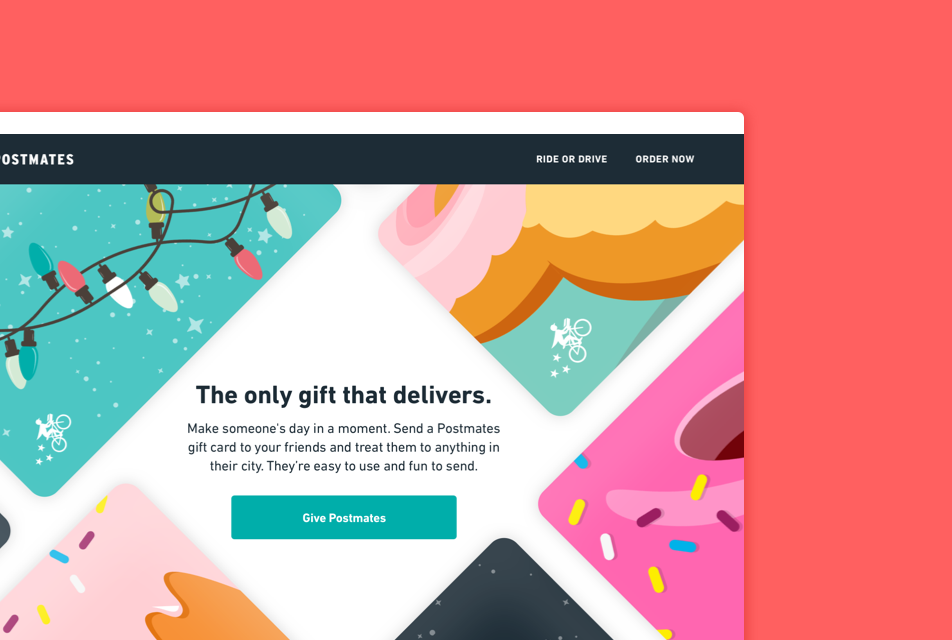 POSTMATES
RIDE OR DRIVE
ORDER NOW
The only gift that delivers.
Make someone's day in a moment. Send a Postmates
gift card to your friends and treat them to anything in
their city. They're easy to use and fun to send.
Give Postmates